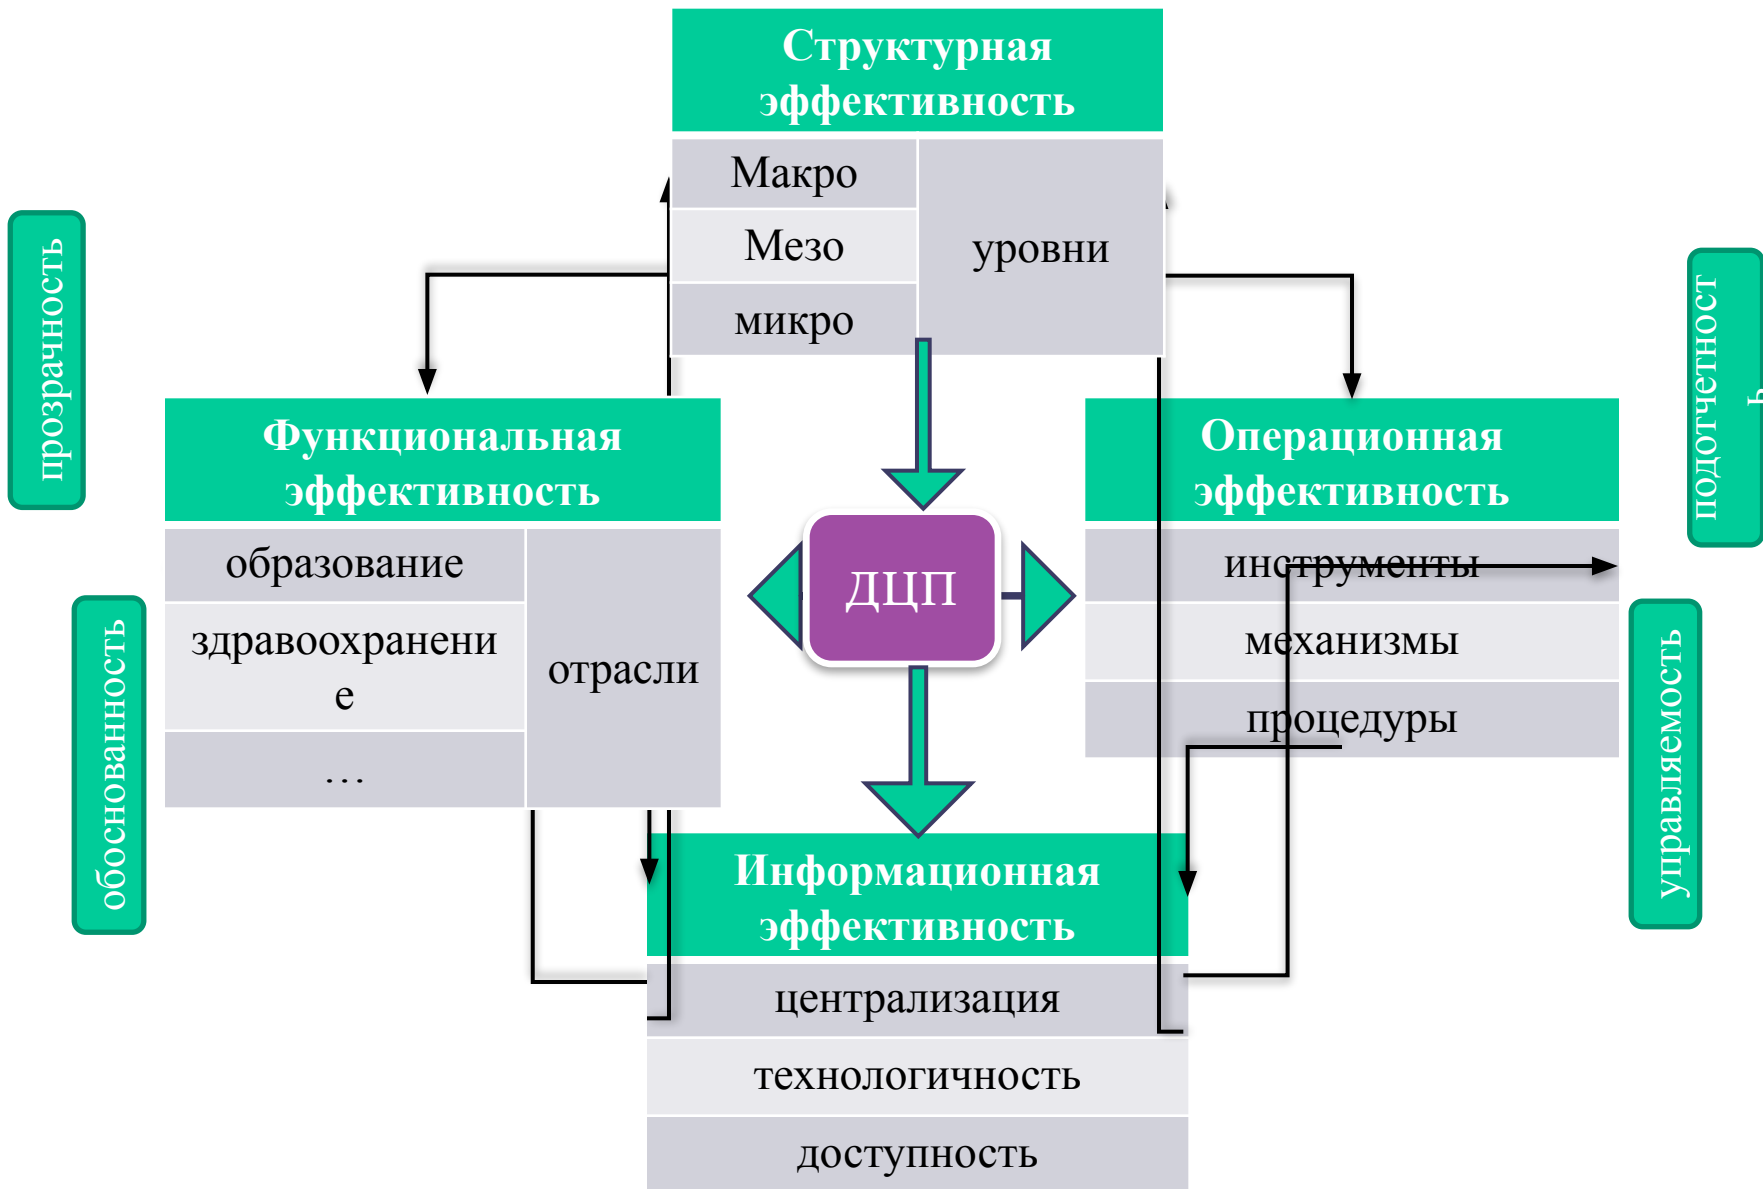 Структурная
эффективность
Макро
Мезо
микро
уровни
прозрачность
подотчетност
ь
Функциональная
эффективность
образование
здравоохранени
е
…
отрасли
ДЦП
Операционная
эффективность
инструменты
механизмы
процедуры
обоснованность
управляемость
Информационная
эффективность
централизация
технологичность
доступность